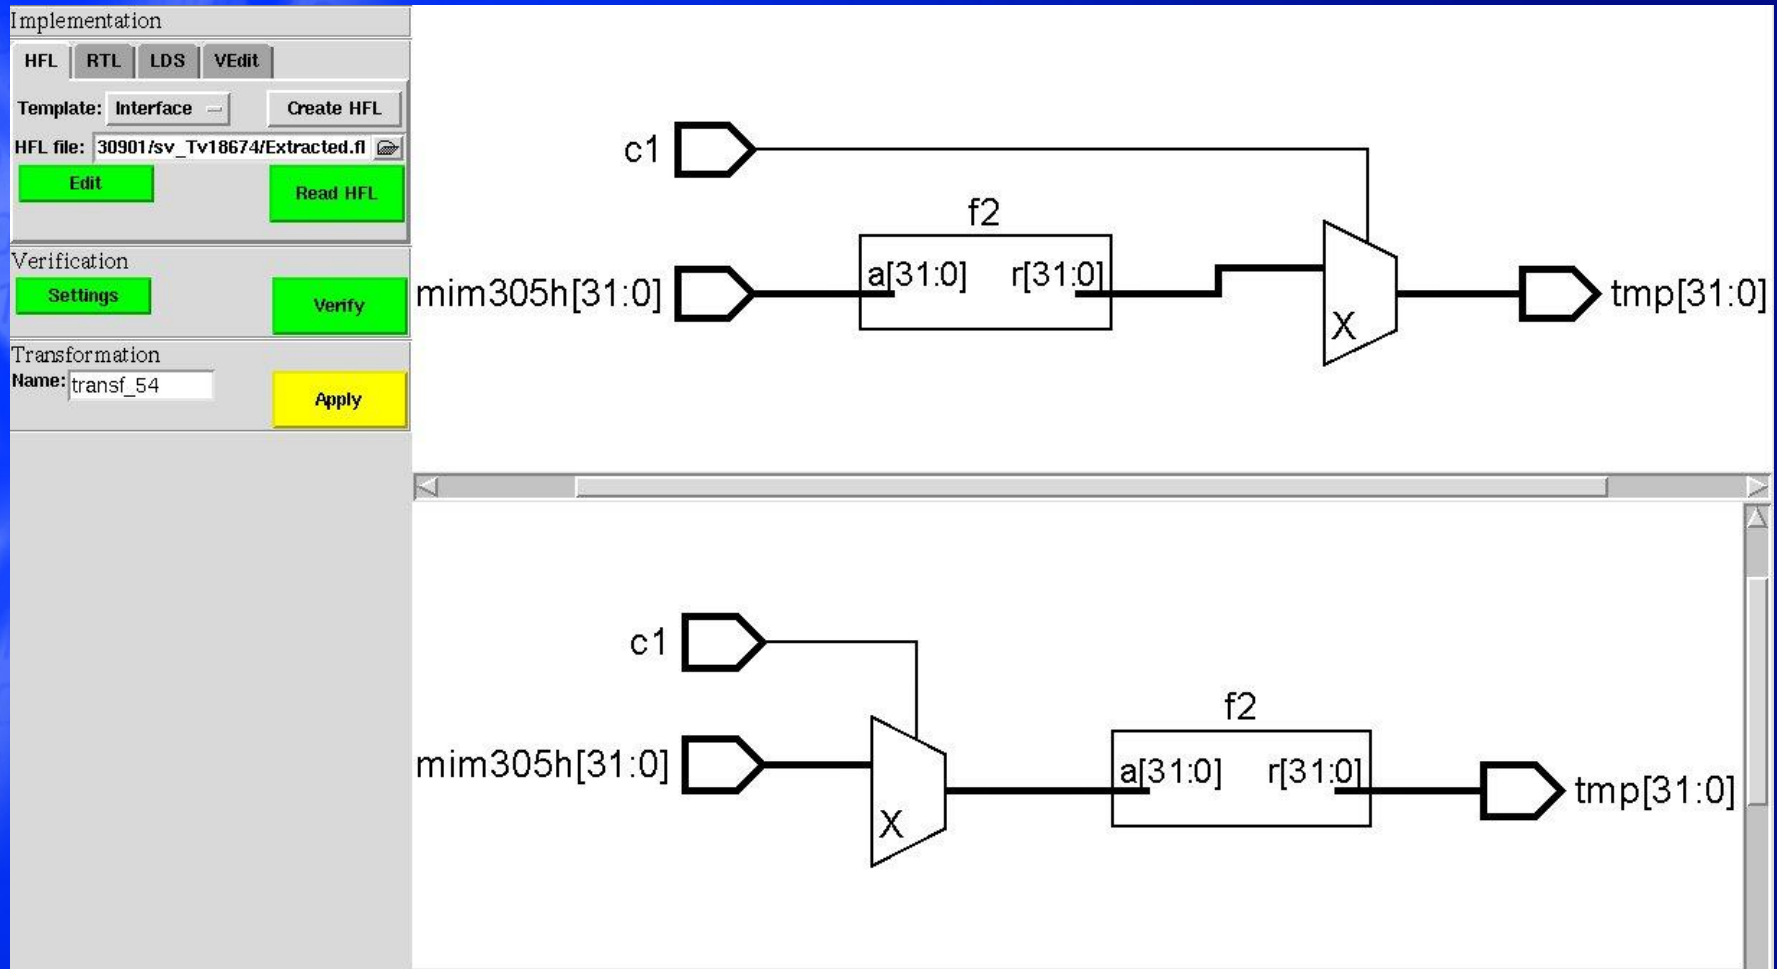 Implementation
HFL RTL LDS VEdit
Template: Interface Create HFL
HFL file: 30901/sv_Tv18674/Extracted.fl
Edit
Read HFL
Verification
Settings
Verify
Transformation
Name: transf_54
Apply
c1
f2
mim305h[31:0] a[31:0] r[31:0] tmp[31:0]
X
c1
f2
mim305h[31:0] a[31:0] r[31:0] tmp[31:0]
X